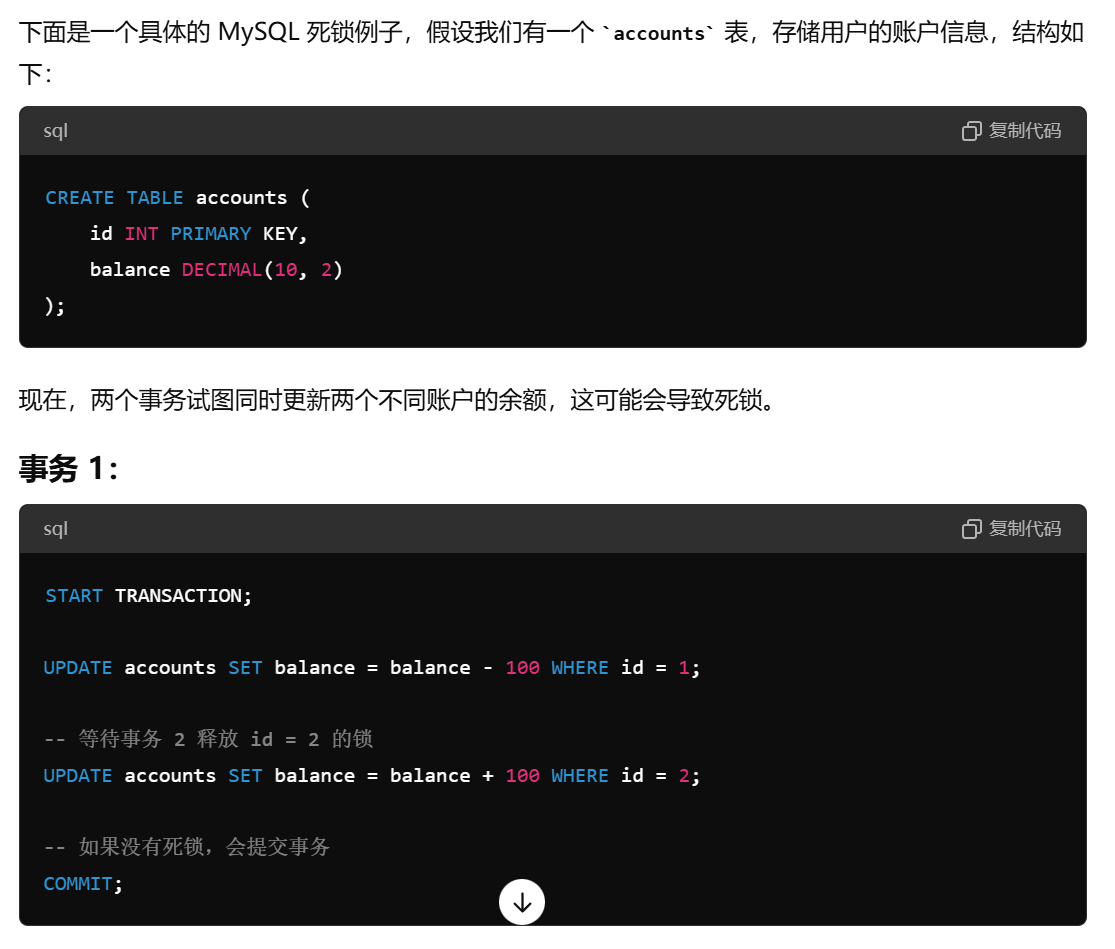 下面是一个具体的 MySQL 死锁例子，假设我们有一个 `accounts` 表，存储用户的账户信息，结构如
下：
sql
复制代码
CREATE TABLE accounts (
    id INT PRIMARY KEY,
    balance DECIMAL(10, 2)
);
现在，两个事务试图同时更新两个不同账户的余额，这可能会导致死锁。
事务 1：
sql
复制代码
START TRANSACTION;
UPDATE accounts SET balance = balance - 100 WHERE id = 1;
-- 等待事务 2 释放 id = 2 的锁
UPDATE accounts SET balance = balance + 100 WHERE id = 2;
-- 如果没有死锁，会提交事务
COMMIT;